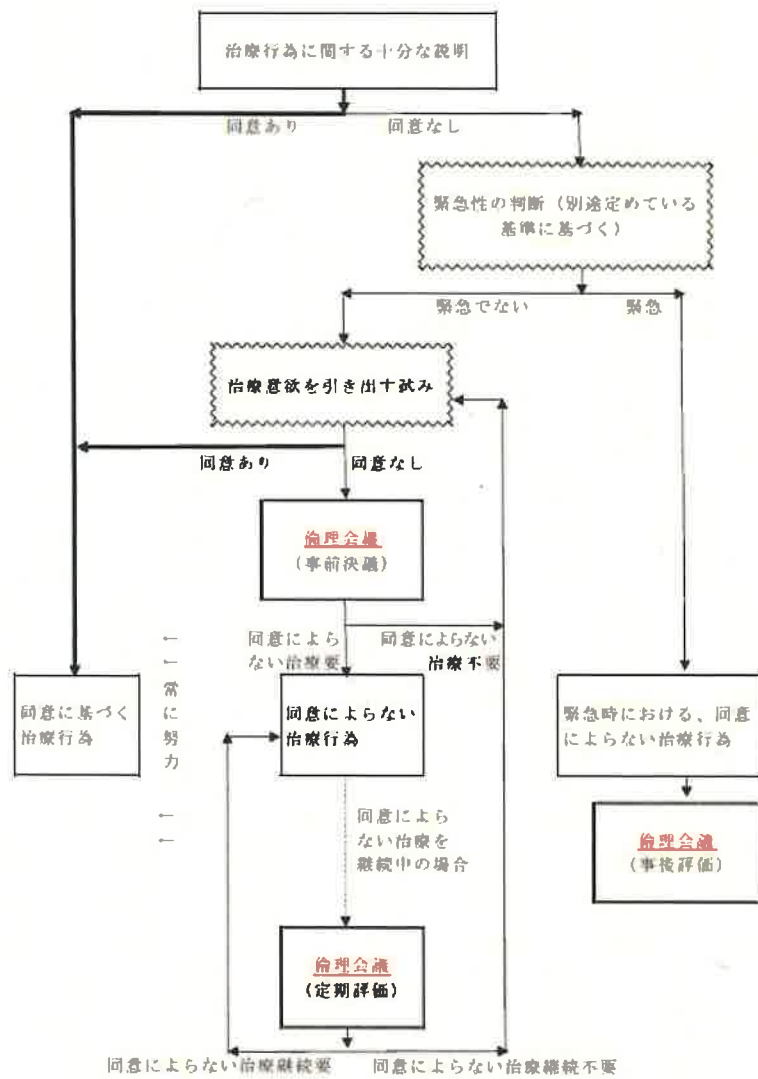 治療行為に関する十分な説明
同意あり
同意なし
緊急性の判断（別途定めている
基準に基づく）
緊急でない
緊急
治療意欲を引き出す試み
同意あり
同意なし
倫理会議
（事前決議）
同意によら
ない治療要
同意によらない
治療不要
同意に基づく
治療行為
←
←
常
に
努
力
←
←
同意によらない
治療行為
緊急時における、同意
によらない治療行為
同意によら
ない治療を
継続中の場合
倫理会議
（事後評価）
倫理会議
（定期評価）
同意によらない治療継続要
同意によらない治療継続不要